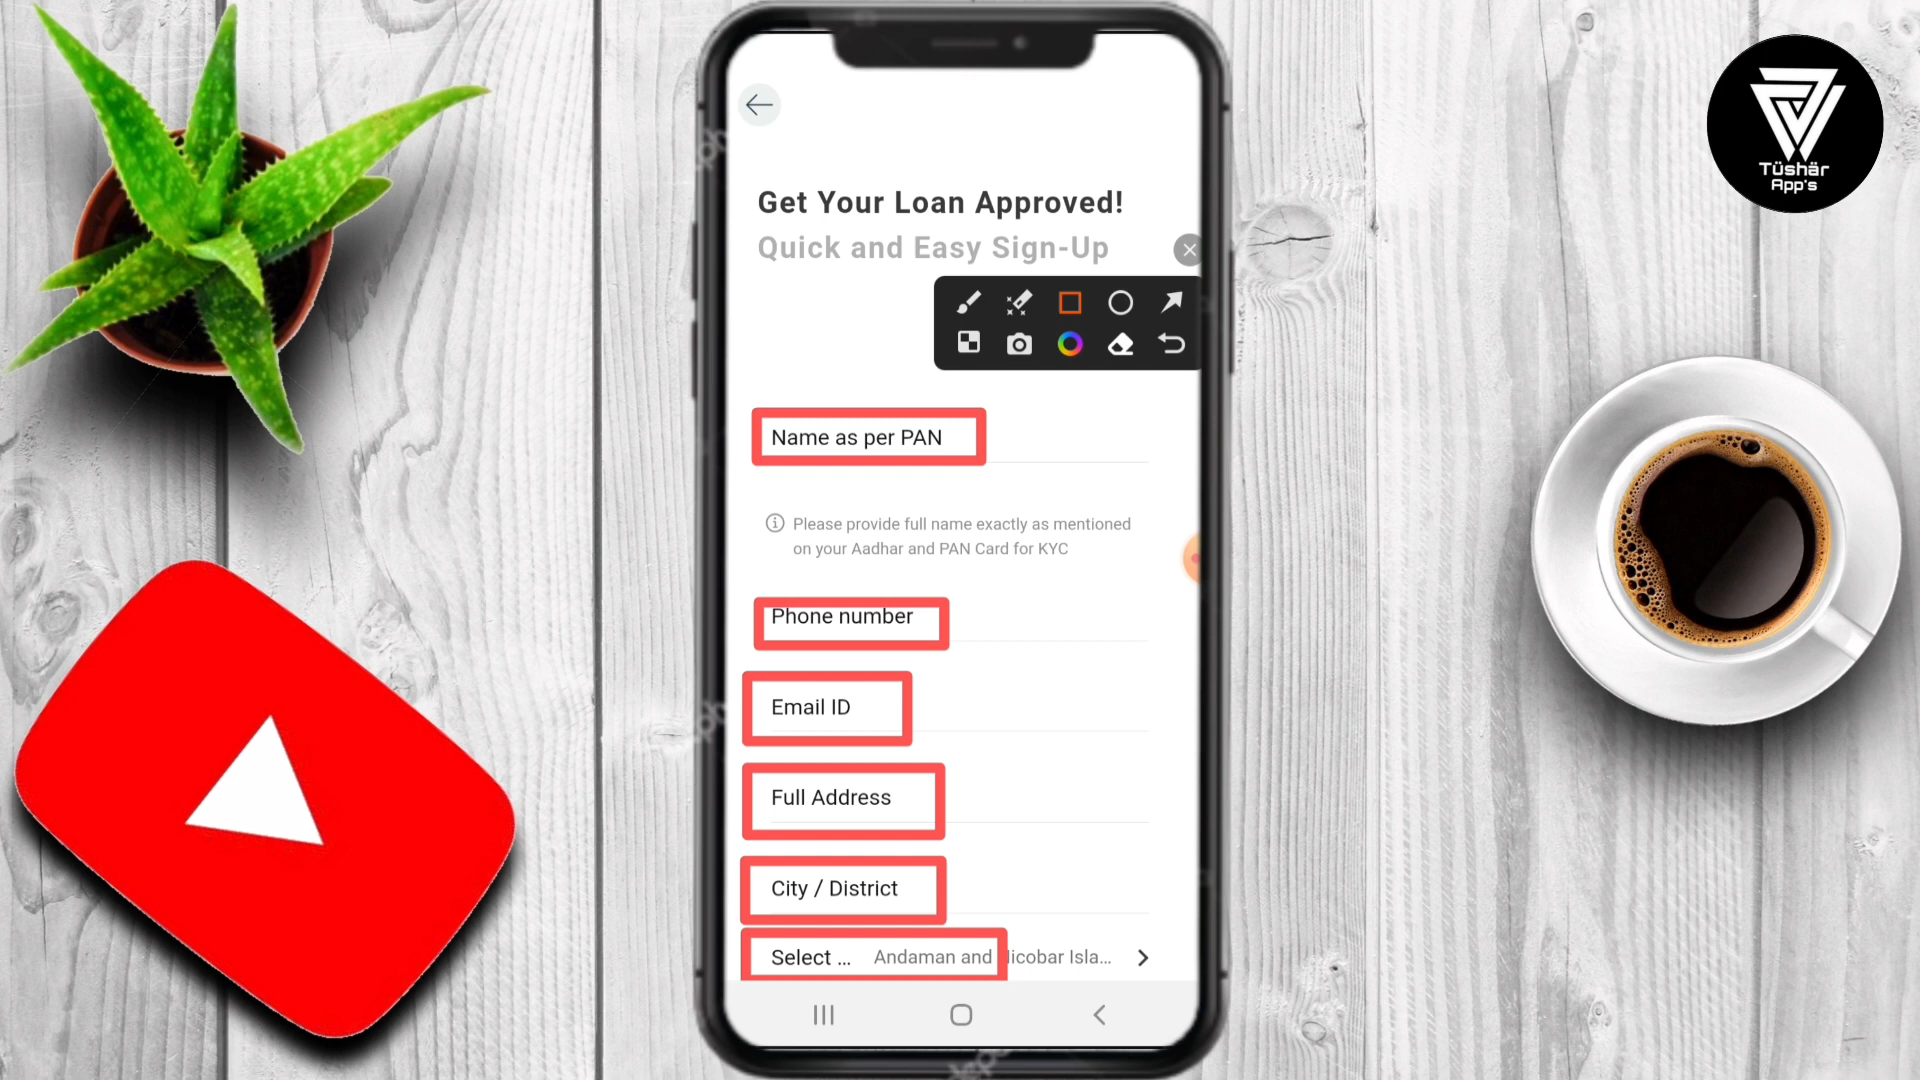 Tüshär
App's
Get Your Loan Approved!
Quick and Easy Sign-Up
Name as per PAN
Please provide full name exactly as mentioned
on your Aadhar and PAN Card for KYC
Phone number
Email ID
Full Address
City / District
Select ... Andaman and Nicobar Isla...